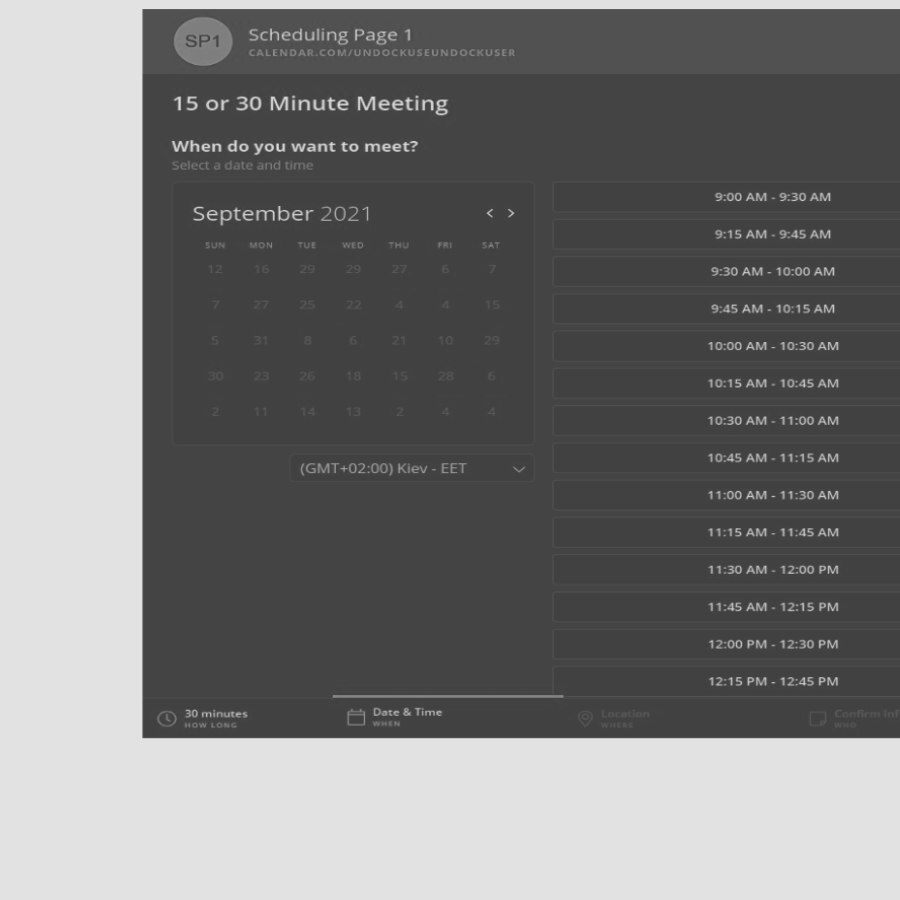 SP1
Scheduling Page 1
CALENDAR.COM/UNDOCKUSEUNDOCKUSER
15 or 30 Minute Meeting
When do you want to meet?
Select a date and time
September 2021 < >
SUN MON TUE WED THU FRI SAT
12 16 29 29 27 6 7
7 27 25 22 4 4 15
5 31 8 6 21 10 29
30 23 26 18 15 28 6
2 11 14 13 2 4 4
(GMT+02:00) Kiev - EET
9:00 AM - 9:30 AM
9:15 AM - 9:45 AM
9:30 AM - 10:00 AM
9:45 AM - 10:15 AM
10:00 AM - 10:30 AM
10:15 AM - 10:45 AM
10:30 AM - 11:00 AM
10:45 AM - 11:15 AM
11:00 AM - 11:30 AM
11:15 AM - 11:45 AM
11:30 AM - 12:00 PM
11:45 AM - 12:15 PM
12:00 PM - 12:30 PM
12:15 PM - 12:45 PM
30 minutes
HOW LONG
Date & Time
WHEN
Location
WHERE
Confirm Inf
WHO